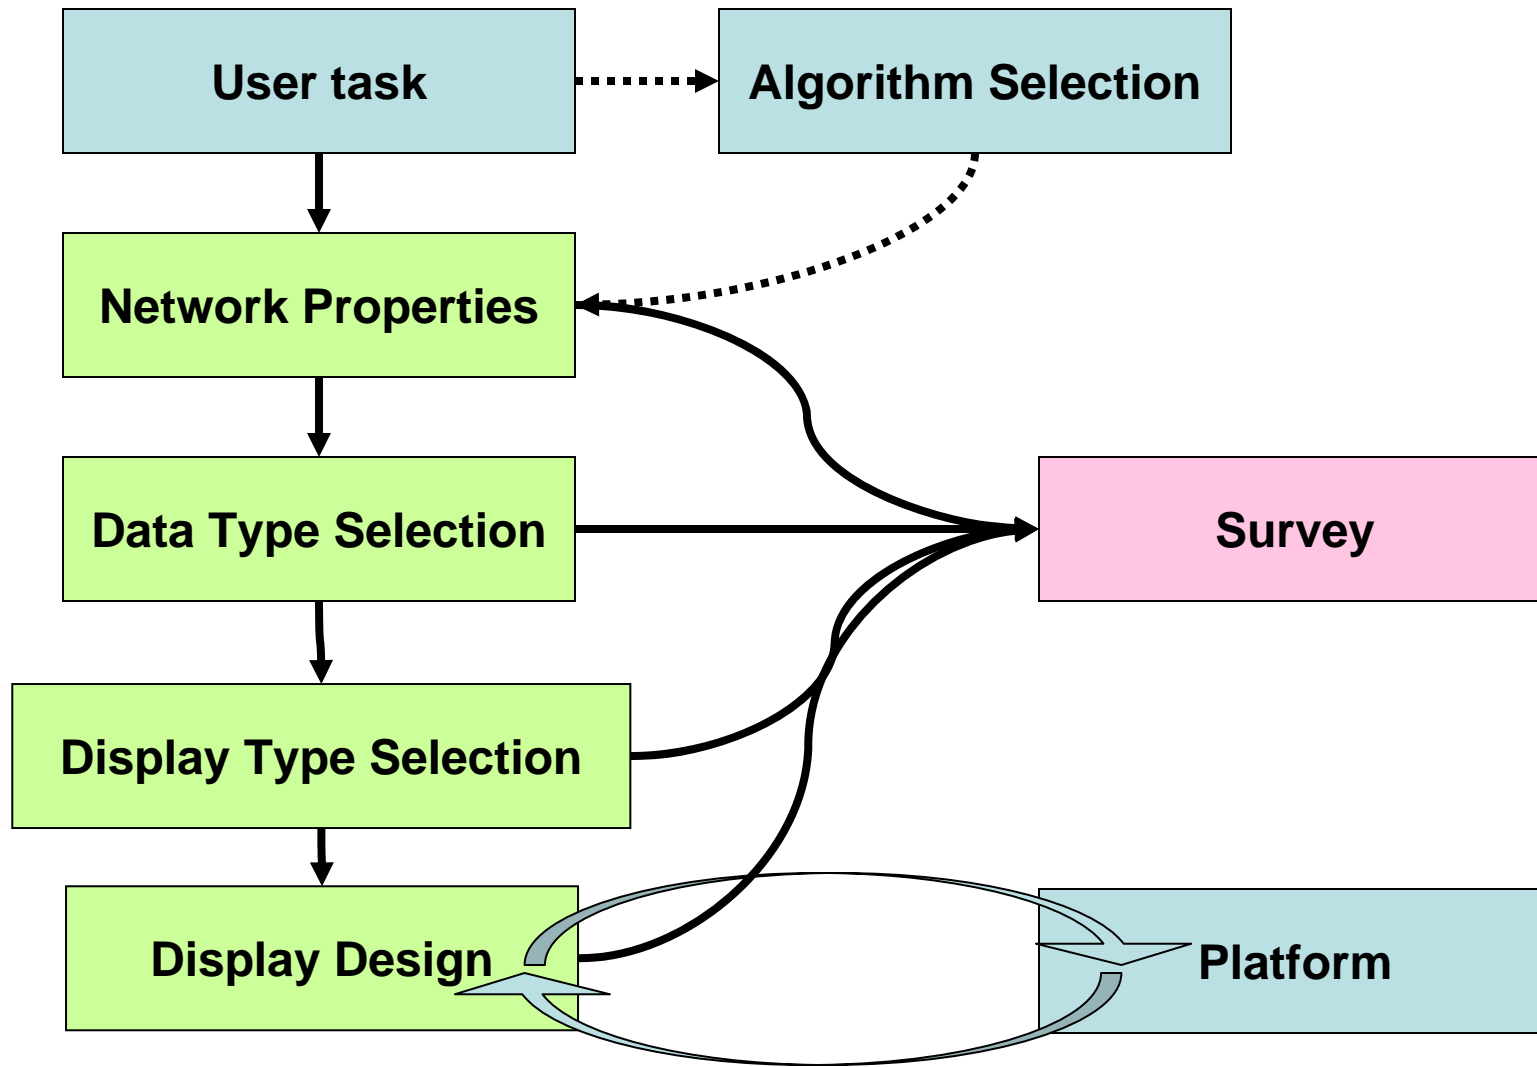 User task
Algorithm Selection
Network Properties
Data Type Selection
Survey
Display Type Selection
Display Design
Platform